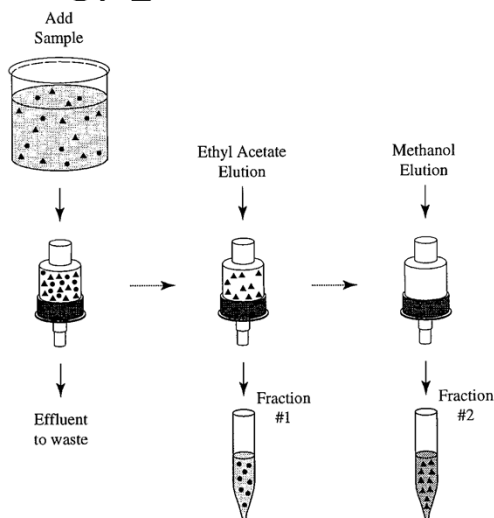 Add
Sample
Ethyl Acetate
Elution
Methanol
Elution
Effluent
to waste
Fraction
#1
Fraction
#2